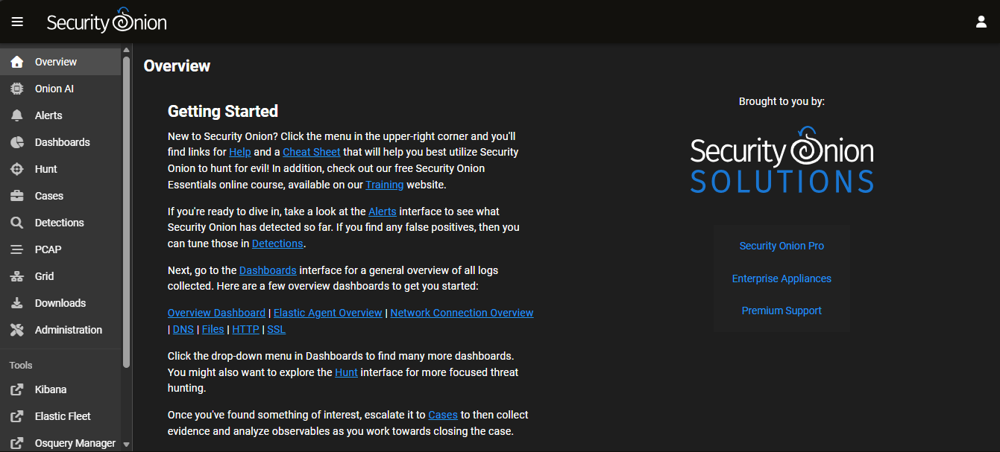 Security Onion
Overview
Onion AI
Alerts
Dashboards
Hunt
Cases
Detections
PCAP
Grid
Downloads
Administration
Tools
Kibana
Elastic Fleet
Osquery Manager
Overview
Getting Started
New to Security Onion? Click the menu in the upper-right corner and you'll
find links for Help and a Cheat Sheet that will help you best utilize Security
Onion to hunt for evil! In addition, check out our free Security Onion
Essentials online course, available on our Training website.
If you're ready to dive in, take a look at the Alerts interface to see what
Security Onion has detected so far. If you find any false positives, then you
can tune those in Detections.
Next, go to the Dashboards interface for a general overview of all logs
collected. Here are a few overview dashboards to get you started:
Overview Dashboard | Elastic Agent Overview | Network Connection Overview
| DNS | Files | HTTP | SSL
Click the drop-down menu in Dashboards to find many more dashboards.
You might also want to explore the Hunt interface for more focused threat
hunting.
Once you've found something of interest, escalate it to Cases to then collect
evidence and analyze observables as you work towards closing the case.
Brought to you by:
Security Onion
SOLUTIONS
Security Onion Pro
Enterprise Appliances
Premium Support